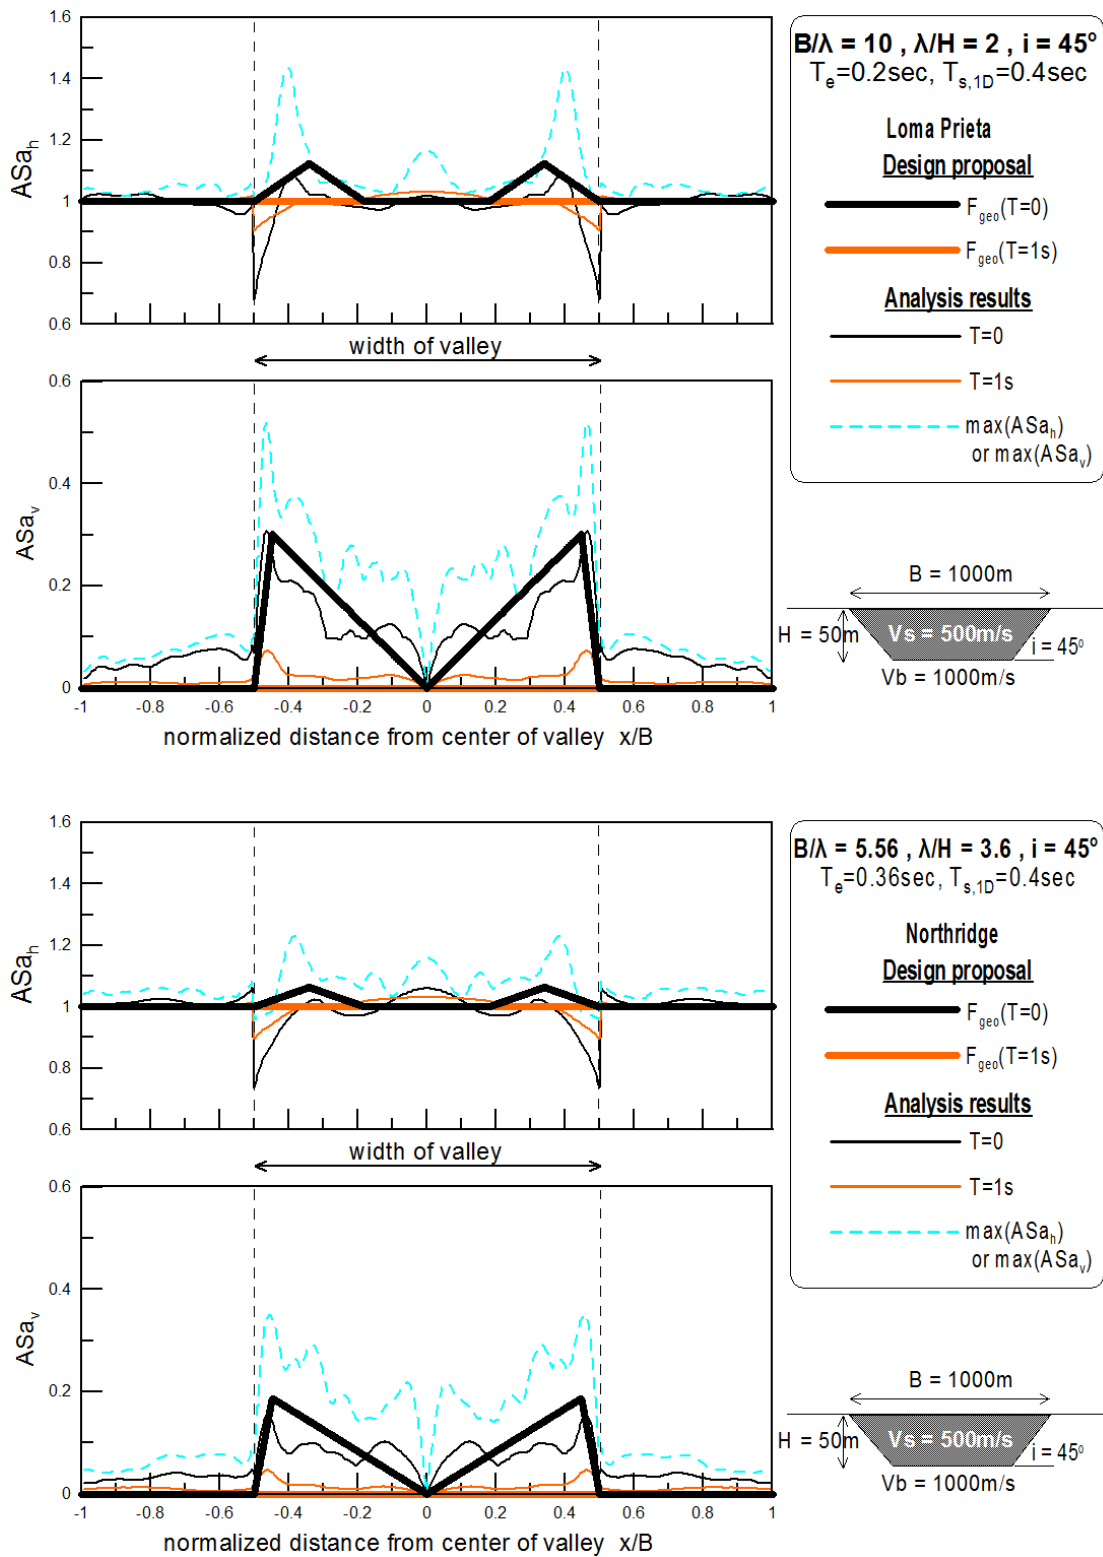 1.6
1.4
1.2
1
0.8
0.6
ASa_h
width of valley
B/λ = 10 , λ/H = 2 , i = 45º
T_e=0.2sec, T_s,1D=0.4sec
Loma Prieta
Design proposal
F_geo(T=0)
F_geo(T=1s)
Analysis results
T=0
T=1s
max(ASa_h)
or max(ASa_v)
0.6
0.4
0.2
0
ASa_v
-1 -0.8 -0.6 -0.4 -0.2 0 0.2 0.4 0.6 0.8 1
normalized distance from center of valley x/B
B = 1000m
H = 50m
Vs = 500m/s
i = 45º
Vb = 1000m/s
1.6
1.4
1.2
1
0.8
0.6
ASa_h
width of valley
B/λ = 5.56 , λ/H = 3.6 , i = 45º
T_e=0.36sec, T_s,1D=0.4sec
Northridge
Design proposal
F_geo(T=0)
F_geo(T=1s)
Analysis results
T=0
T=1s
max(ASa_h)
or max(ASa_v)
0.6
0.4
0.2
0
ASa_v
-1 -0.8 -0.6 -0.4 -0.2 0 0.2 0.4 0.6 0.8 1
normalized distance from center of valley x/B
B = 1000m
H = 50m
Vs = 500m/s
i = 45º
Vb = 1000m/s